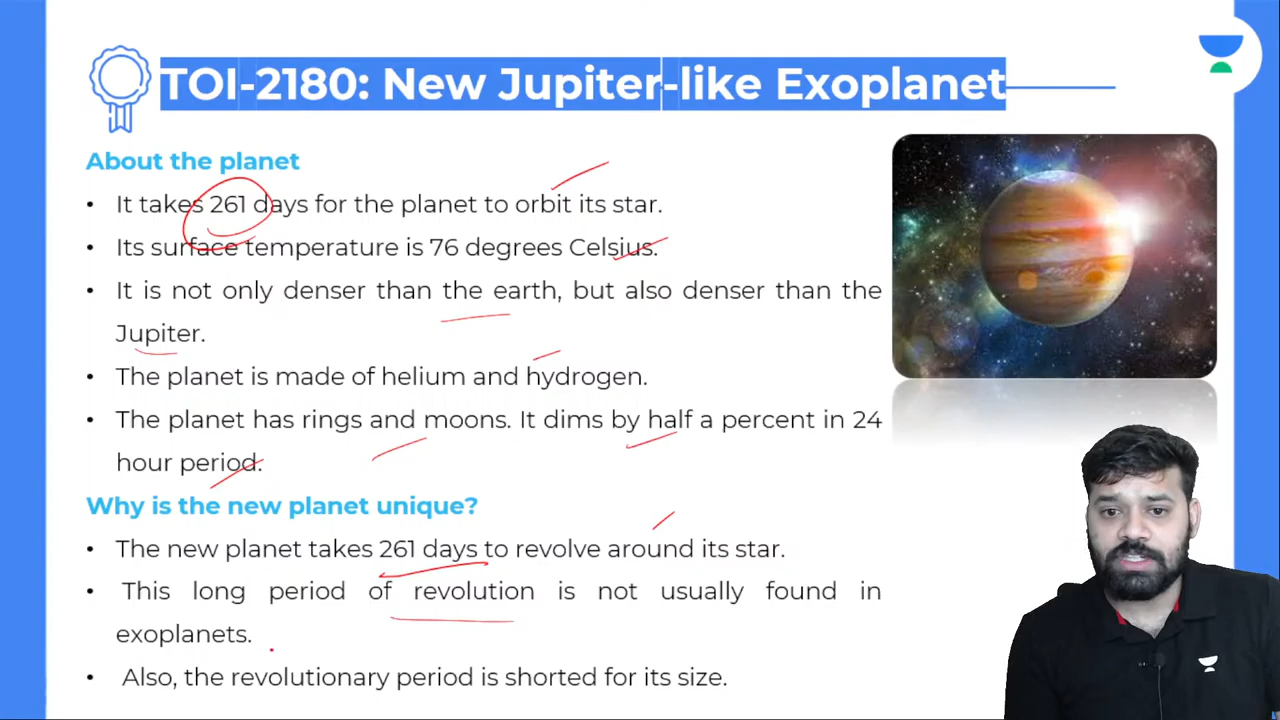 TOI-2180: New Jupiter-like Exoplanet
About the planet
• It takes 261 days for the planet to orbit its star.
• Its surface temperature is 76 degrees Celsius.
• It is not only denser than the earth, but also denser than the
Jupiter.
• The planet is made of helium and hydrogen.
• The planet has rings and moons. It dims by half a percent in 24
hour period.
Why is the new planet unique?
• The new planet takes 261 days to revolve around its star.
• This long period of revolution is not usually found in
exoplanets.
• Also, the revolutionary period is shorted for its size.